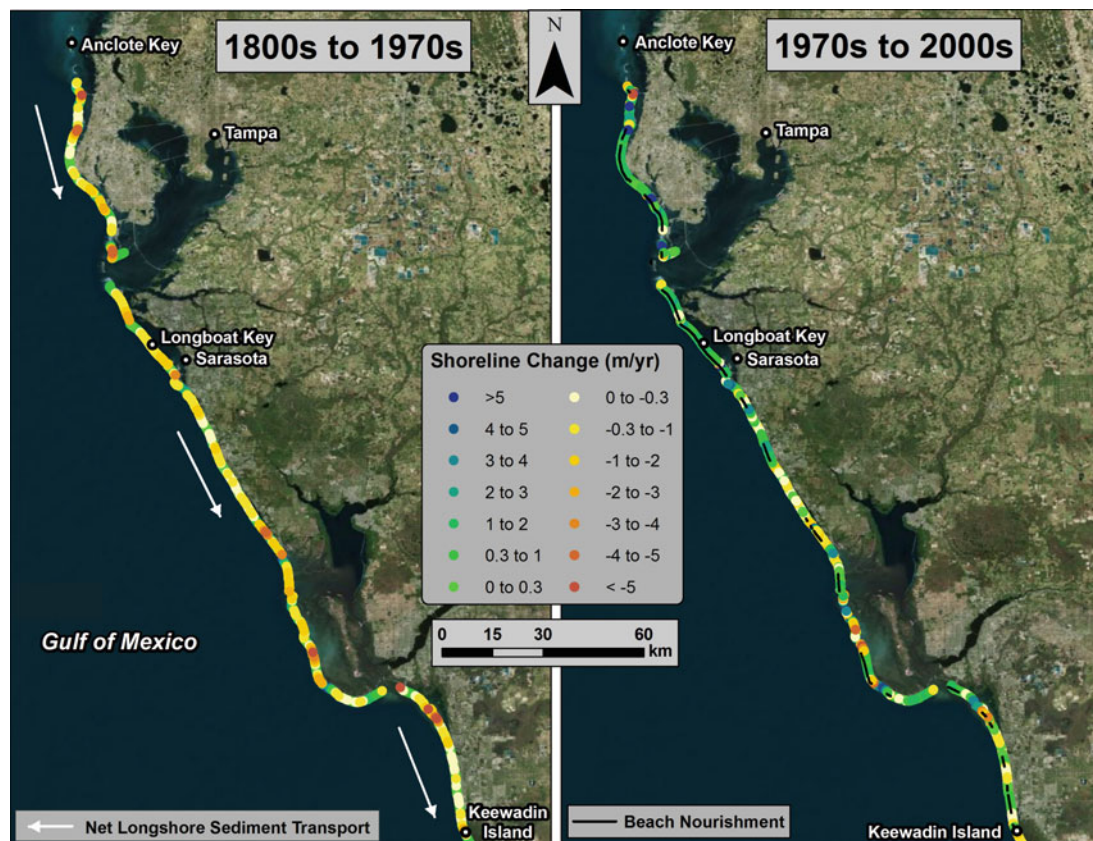 1800s to 1970s
Anclote Key
Tampa
Longboat Key
Sarasota
Gulf of Mexico
Keewadin
Island
Net Longshore Sediment Transport
N
Shoreline Change (m/yr)
>5
4 to 5
3 to 4
2 to 3
1 to 2
0.3 to 1
0 to 0.3
0 to -0.3
-0.3 to -1
-1 to -2
-2 to -3
-3 to -4
-4 to -5
< -5
0 15 30 60
km
1970s to 2000s
Anclote Key
Tampa
Longboat Key
Sarasota
Keewadin Island
Beach Nourishment